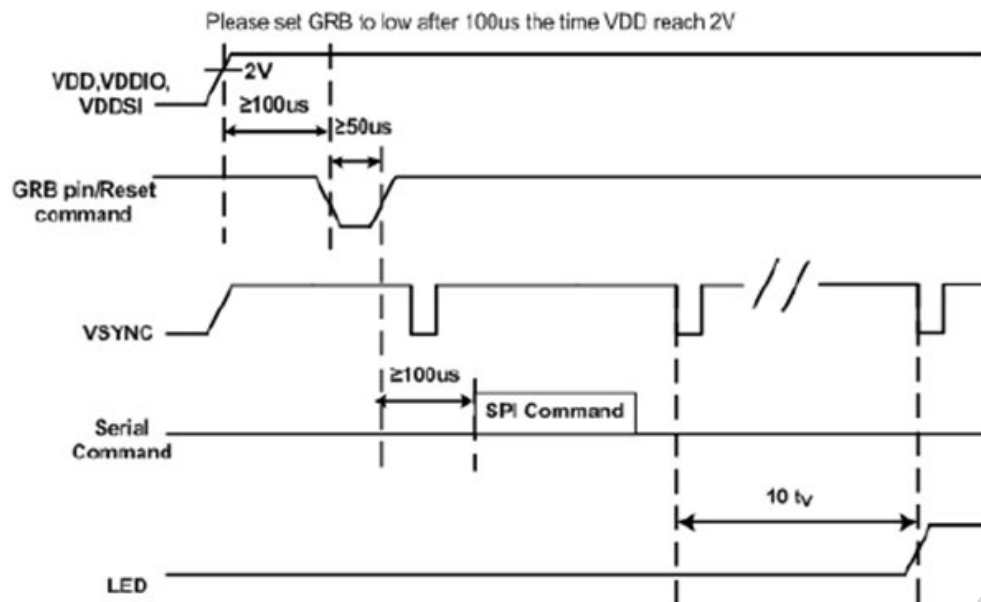 Please set GRB to low after 100us the time VDD reach 2V
VDD,VDDIO,
VDDSI
2V
≥100us
≥50us
GRB pin/Reset
command
VSYNC
≥100us
SPI Command
Serial
Command
10 tv
LED